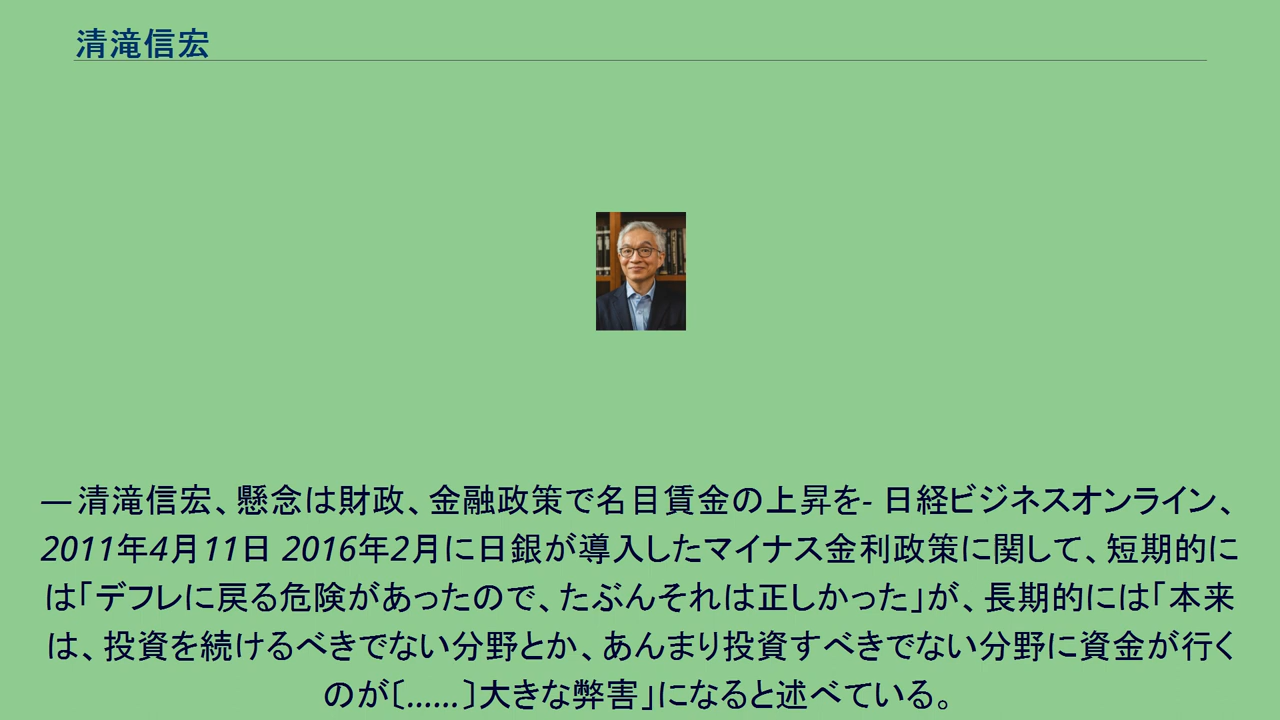 清滝信宏
― 清滝信宏、懸念は財政、金融政策で名目賃金の上昇を- 日経ビジネスオンライン、
2011年4月11日 2016年2月に日銀が導入したマイナス金利政策に関して、短期的に
は「デフレに戻る危険があったので、たぶんそれは正しかった」が、長期的には「本来
は、投資を続けるべきでない分野とか、あんまり投資すべきでない分野に資金が行く
のが〔......〕大きな弊害」になると述べている。